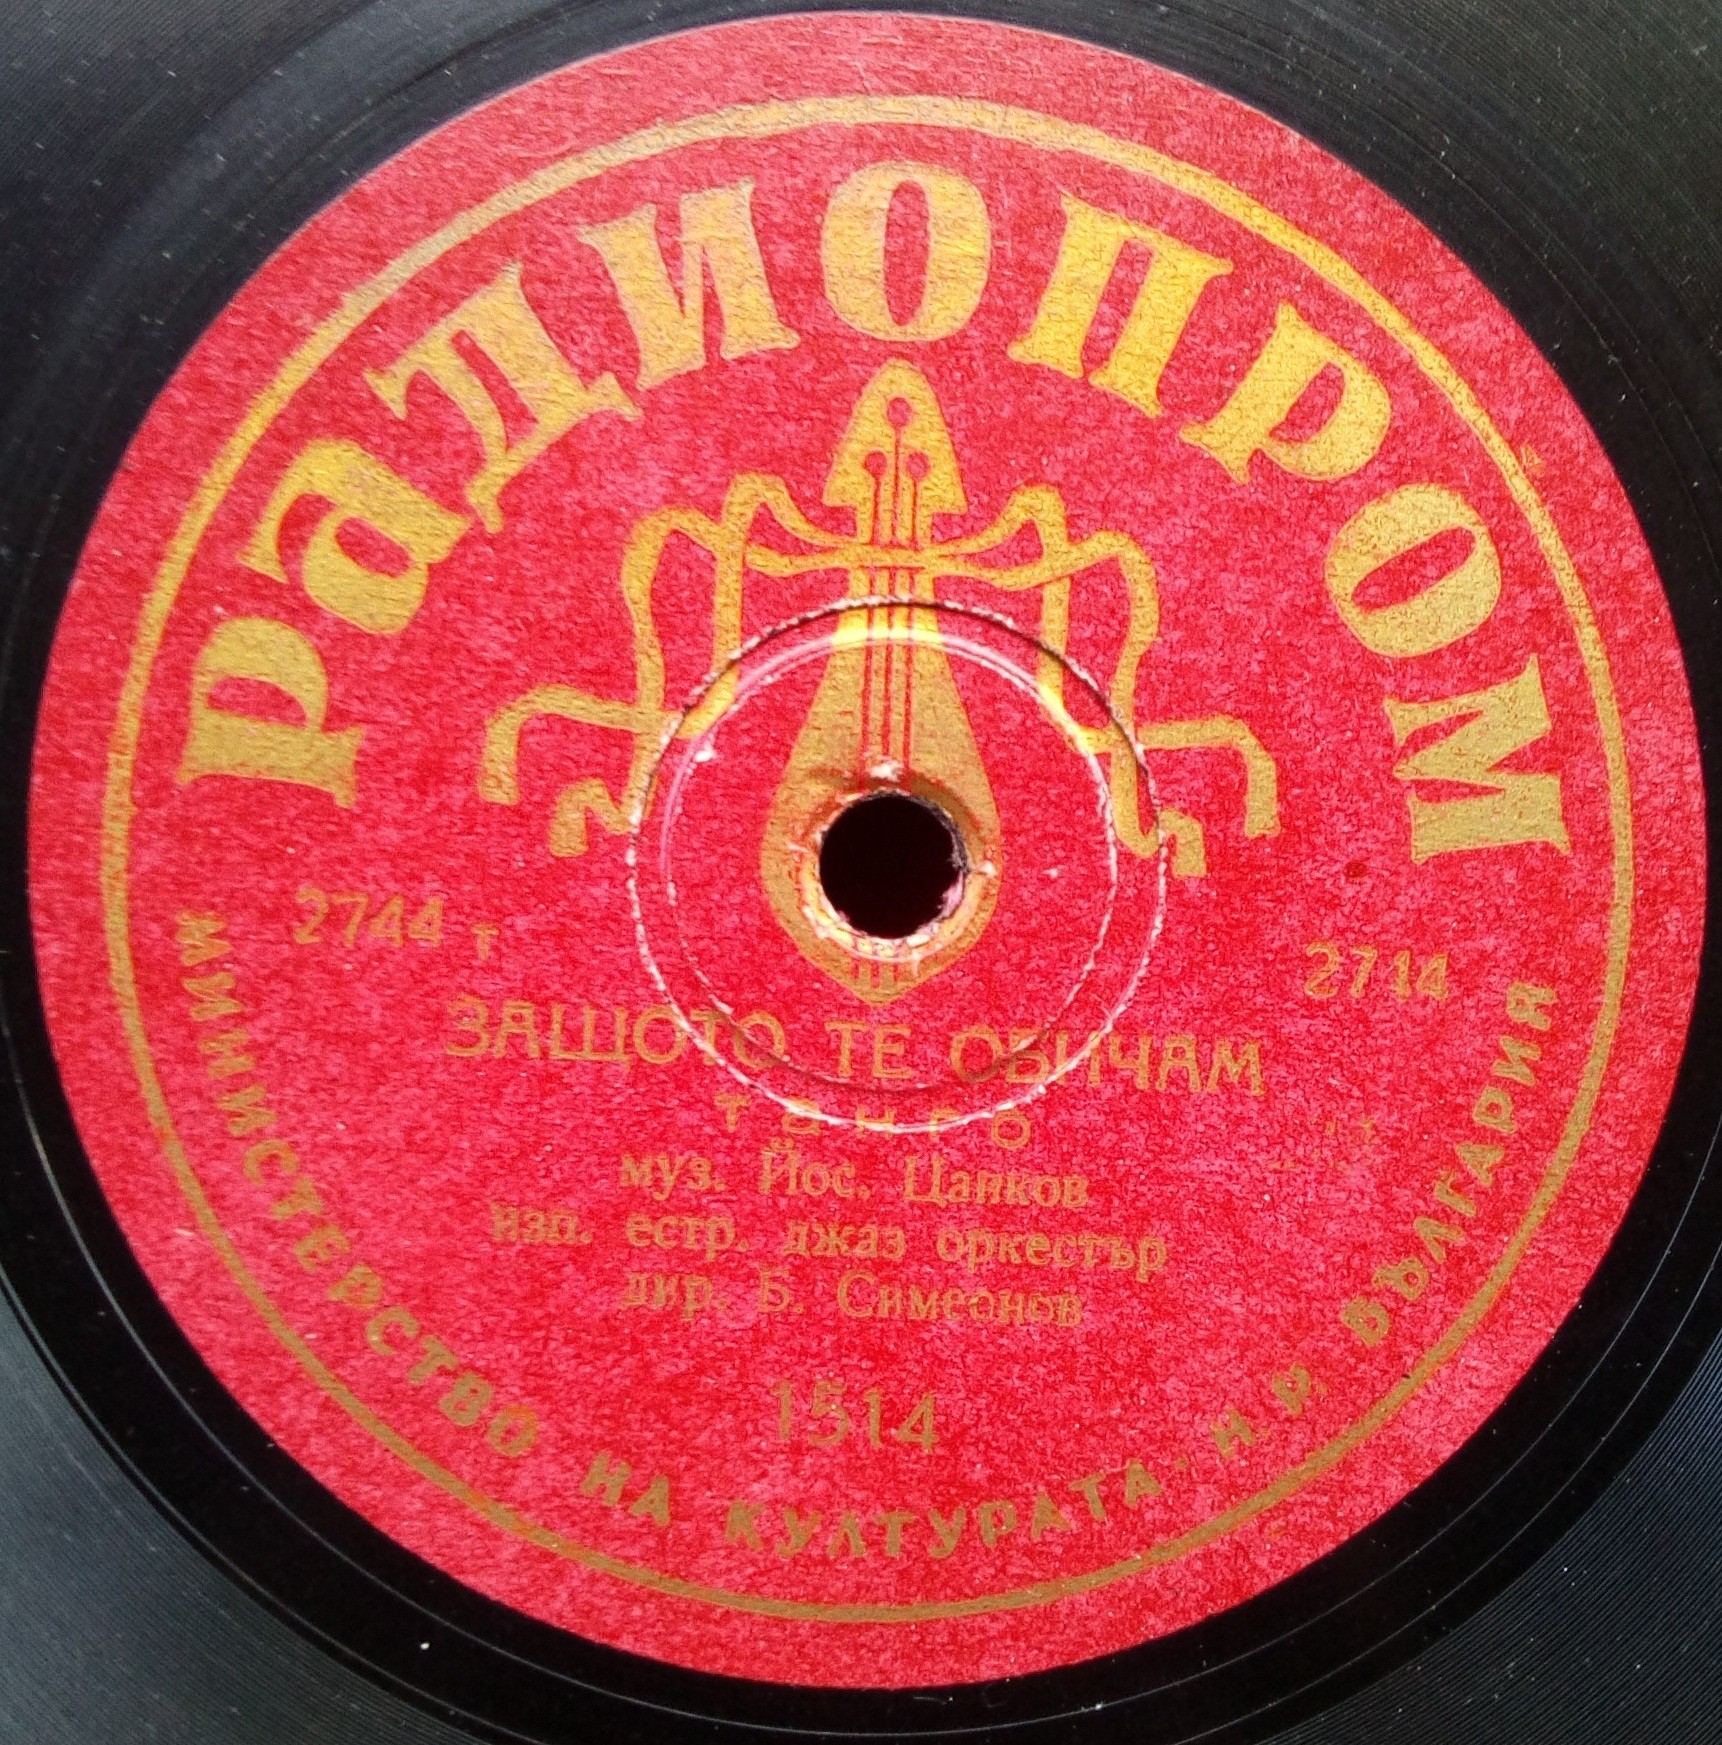 РАДИОПРОМ
2744 т
2714
ЗАЩОТО ТЕ ОБИЧАМ
танго
муз. Йос. Цанков
изп. естр. джаз оркестър
дир. Б. Симеонов
1514
МИНИСТЕРСТВО НА КУЛТУРАТА - Н. Р. БЪЛГАРИЯ